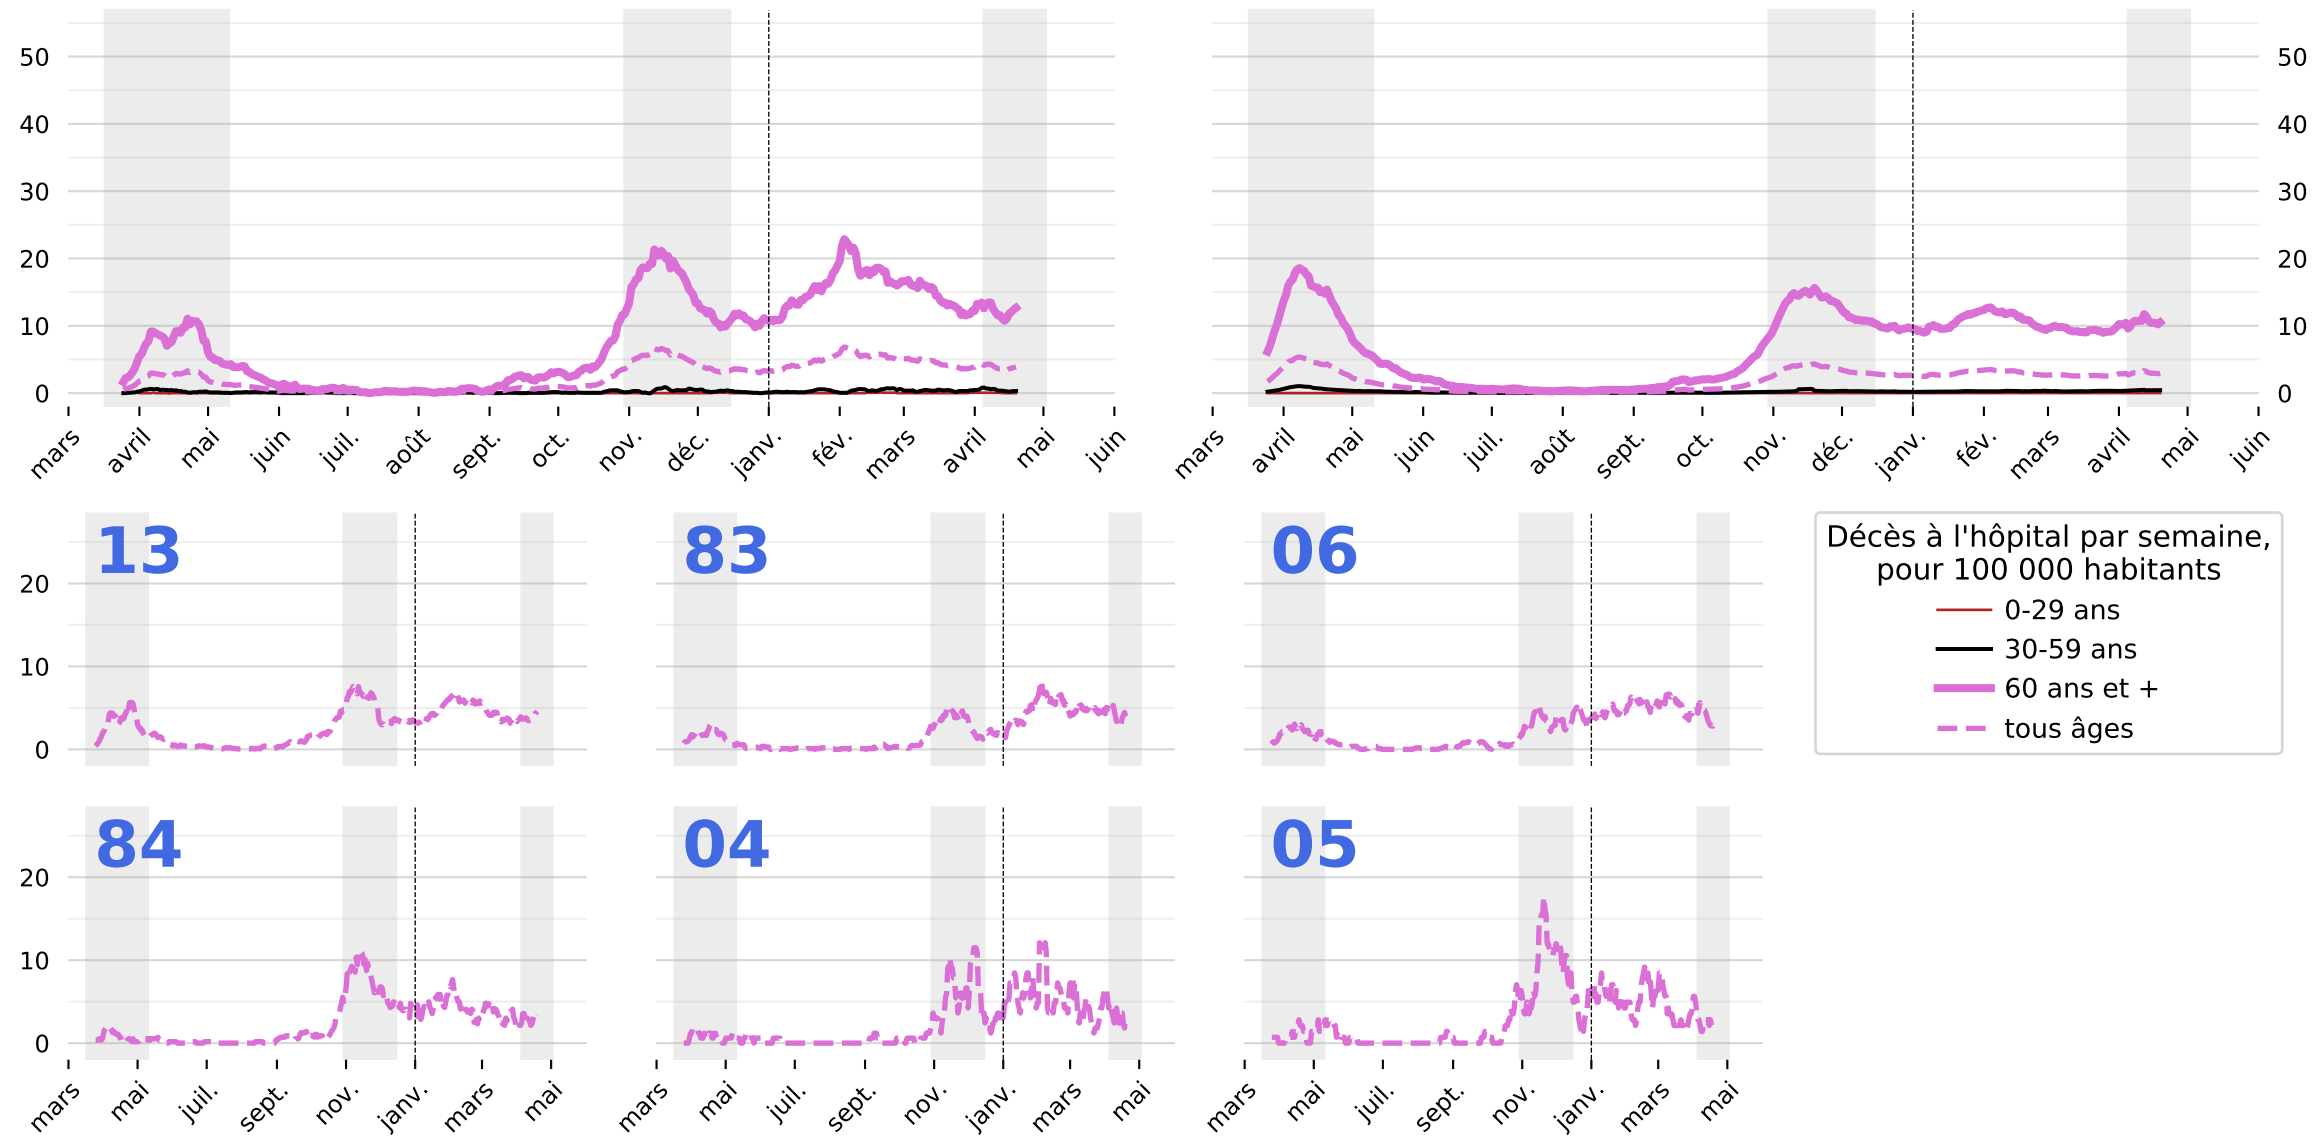 50
40
30
20
10
0
mars avril mai juin juil. août sept. oct. nov. déc. janv. fév. mars avril mai juin
50
40
30
20
10
0
mars avril mai juin juil. août sept. oct. nov. déc. janv. fév. mars avril mai juin
13
20
10
0
83
06
Décès à l'hôpital par semaine,
pour 100 000 habitants
0-29 ans
30-59 ans
60 ans et +
tous âges
84
20
10
0
mars mai juil. sept. nov. janv. mars mai
04
mars mai juil. sept. nov. janv. mars mai
05
mars mai juil. sept. nov. janv. mars mai